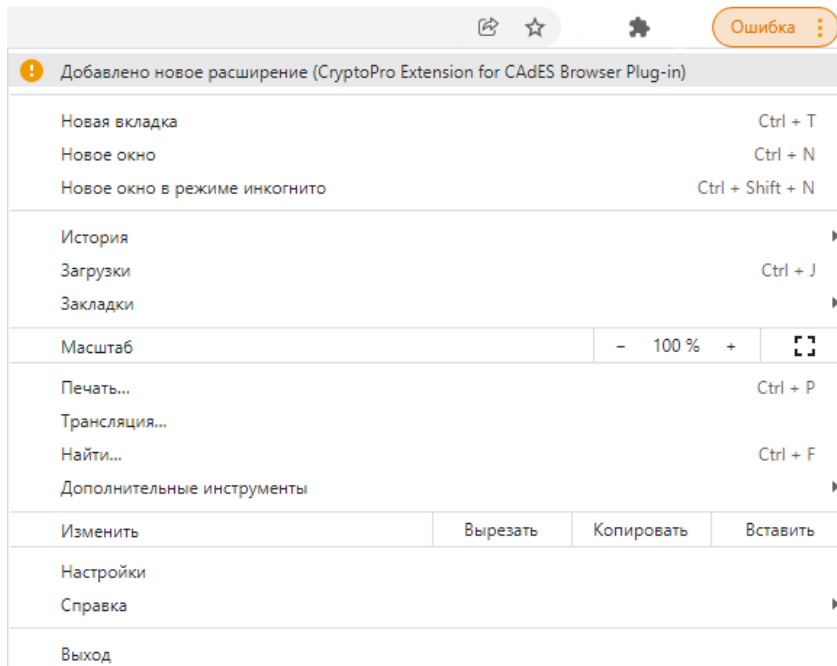 Ошибка
Добавлено новое расширение (CryptoPro Extension for CAdES Browser Plug-in)
Новая вкладка Ctrl + T
Новое окно Ctrl + N
Новое окно в режиме инкогнито Ctrl + Shift + N
История
Загрузки Ctrl + J
Закладки
Масштаб - 100 % +
Печать... Ctrl + P
Трансляция...
Найти... Ctrl + F
Дополнительные инструменты
Изменить Вырезать Копировать Вставить
Настройки
Справка
Выход